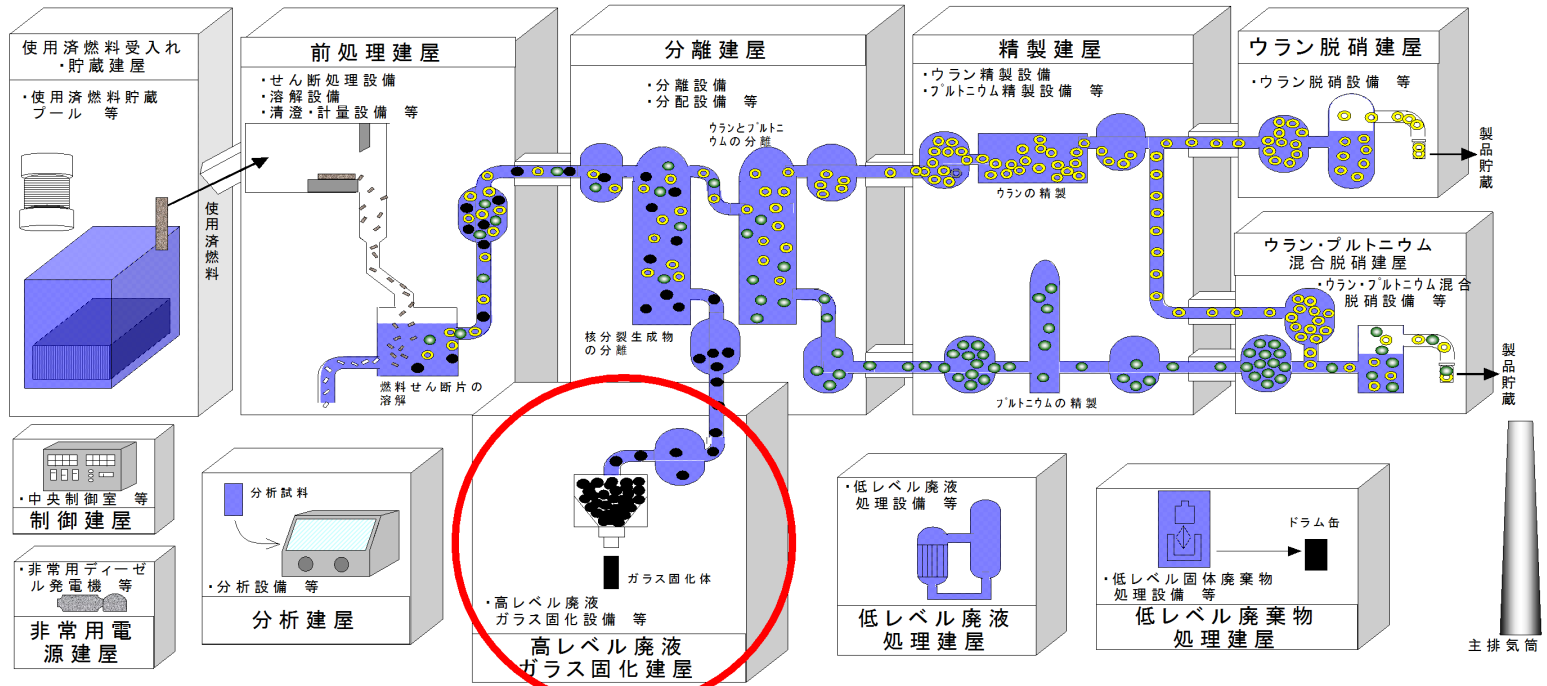 使用済燃料受入れ
・貯蔵建屋
・使用済燃料貯蔵
プール 等
使用済燃料
前処理建屋
・せん断処理設備
・溶解設備
・清澄・計量設備 等
燃料せん断片の
溶解
分離建屋
・分離設備
・分配設備 等
ウランとプルトニ
ウムの分離
核分裂生成物
の分離
精製建屋
・ウラン精製設備
・プルトニウム精製設備 等
ウランの精製
プルトニウムの精製
ウラン脱硝建屋
・ウラン脱硝設備 等
製品貯蔵
ウラン・プルトニウム
混合脱硝建屋
・ウラン・プルトニウム混合
脱硝設備 等
製品貯蔵
・中央制御室 等
制御建屋
・非常用ディーゼ
ル発電機 等
非常用電
源建屋
分析試料
・分析設備 等
分析建屋
ガラス固化体
・高レベル廃液
ガラス固化設備 等
高レベル廃液
ガラス固化建屋
・低レベル廃液
処理設備 等
低レベル廃液
処理建屋
ドラム缶
・低レベル固体廃棄物
処理設備 等
低レベル廃棄物
処理建屋
主排気筒